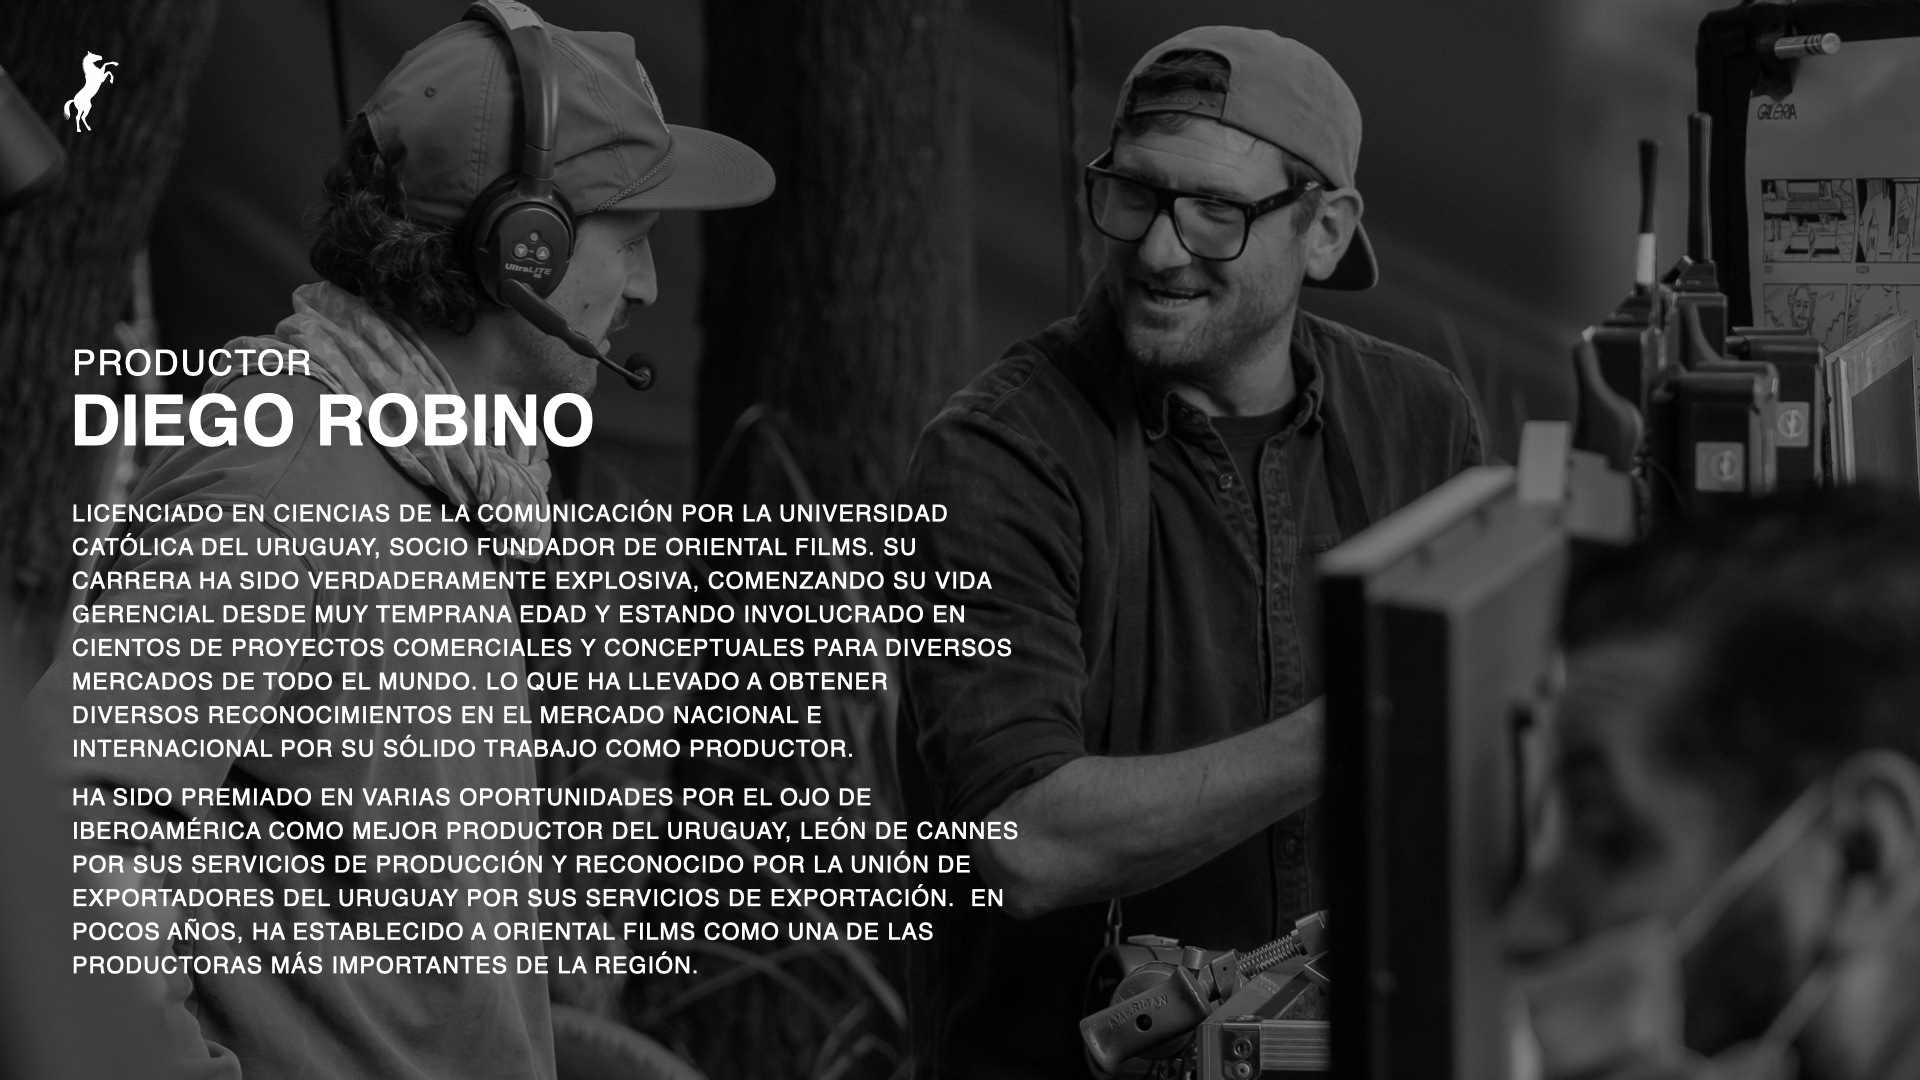 PRODUCTOR
DIEGO ROBINO
LICENCIADO EN CIENCIAS DE LA COMUNICACIÓN POR LA UNIVERSIDAD
CATÓLICA DEL URUGUAY, SOCIO FUNDADOR DE ORIENTAL FILMS. SU
CARRERA HA SIDO VERDADERAMENTE EXPLOSIVA, COMENZANDO SU VIDA
GERENCIAL DESDE MUY TEMPRANA EDAD Y ESTANDO INVOLUCRADO EN
CIENTOS DE PROYECTOS COMERCIALES Y CONCEPTUALES PARA DIVERSOS
MERCADOS DE TODO EL MUNDO. LO QUE HA LLEVADO A OBTENER
DIVERSOS RECONOCIMIENTOS EN EL MERCADO NACIONAL E
INTERNACIONAL POR SU SÓLIDO TRABAJO COMO PRODUCTOR.
HA SIDO PREMIADO EN VARIAS OPORTUNIDADES POR EL OJO DE
IBEROAMÉRICA COMO MEJOR PRODUCTOR DEL URUGUAY, LEÓN DE CANNES
POR SUS SERVICIOS DE PRODUCCIÓN Y RECONOCIDO POR LA UNIÓN DE
EXPORTADORES DEL URUGUAY POR SUS SERVICIOS DE EXPORTACIÓN. EN
POCOS AÑOS, HA ESTABLECIDO A ORIENTAL FILMS COMO UNA DE LAS
PRODUCTORAS MÁS IMPORTANTES DE LA REGIÓN.
UltraLITE
GALERIA
AMERICAN